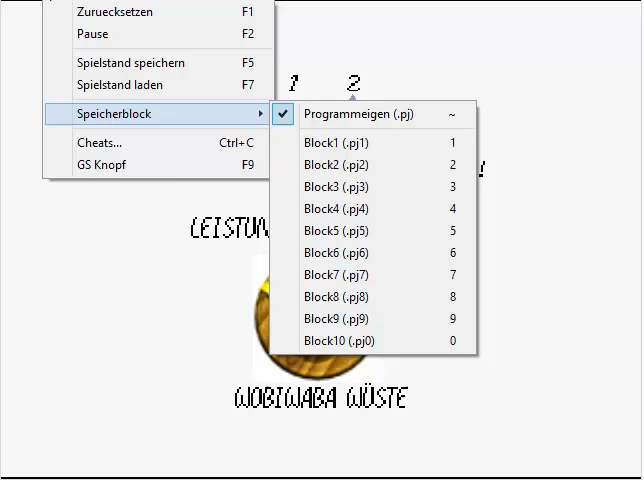 Zuruecksetzen F1
Pause F2
Spielstand speichern F5
Spielstand laden F7
1 2
Speicherblock
Programmeigen (.pj) ~
Cheats... Ctrl+C
Block1 (.pj1) 1
GS Knopf F9
Block2 (.pj2) 2
Block3 (.pj3) 3
Block4 (.pj4) 4
Block5 (.pj5) 5
Block6 (.pj6) 6
Block7 (.pj7) 7
Block8 (.pj8) 8
Block9 (.pj9) 9
Block10 (.pj0) 0
WOBIWABA WÜSTE